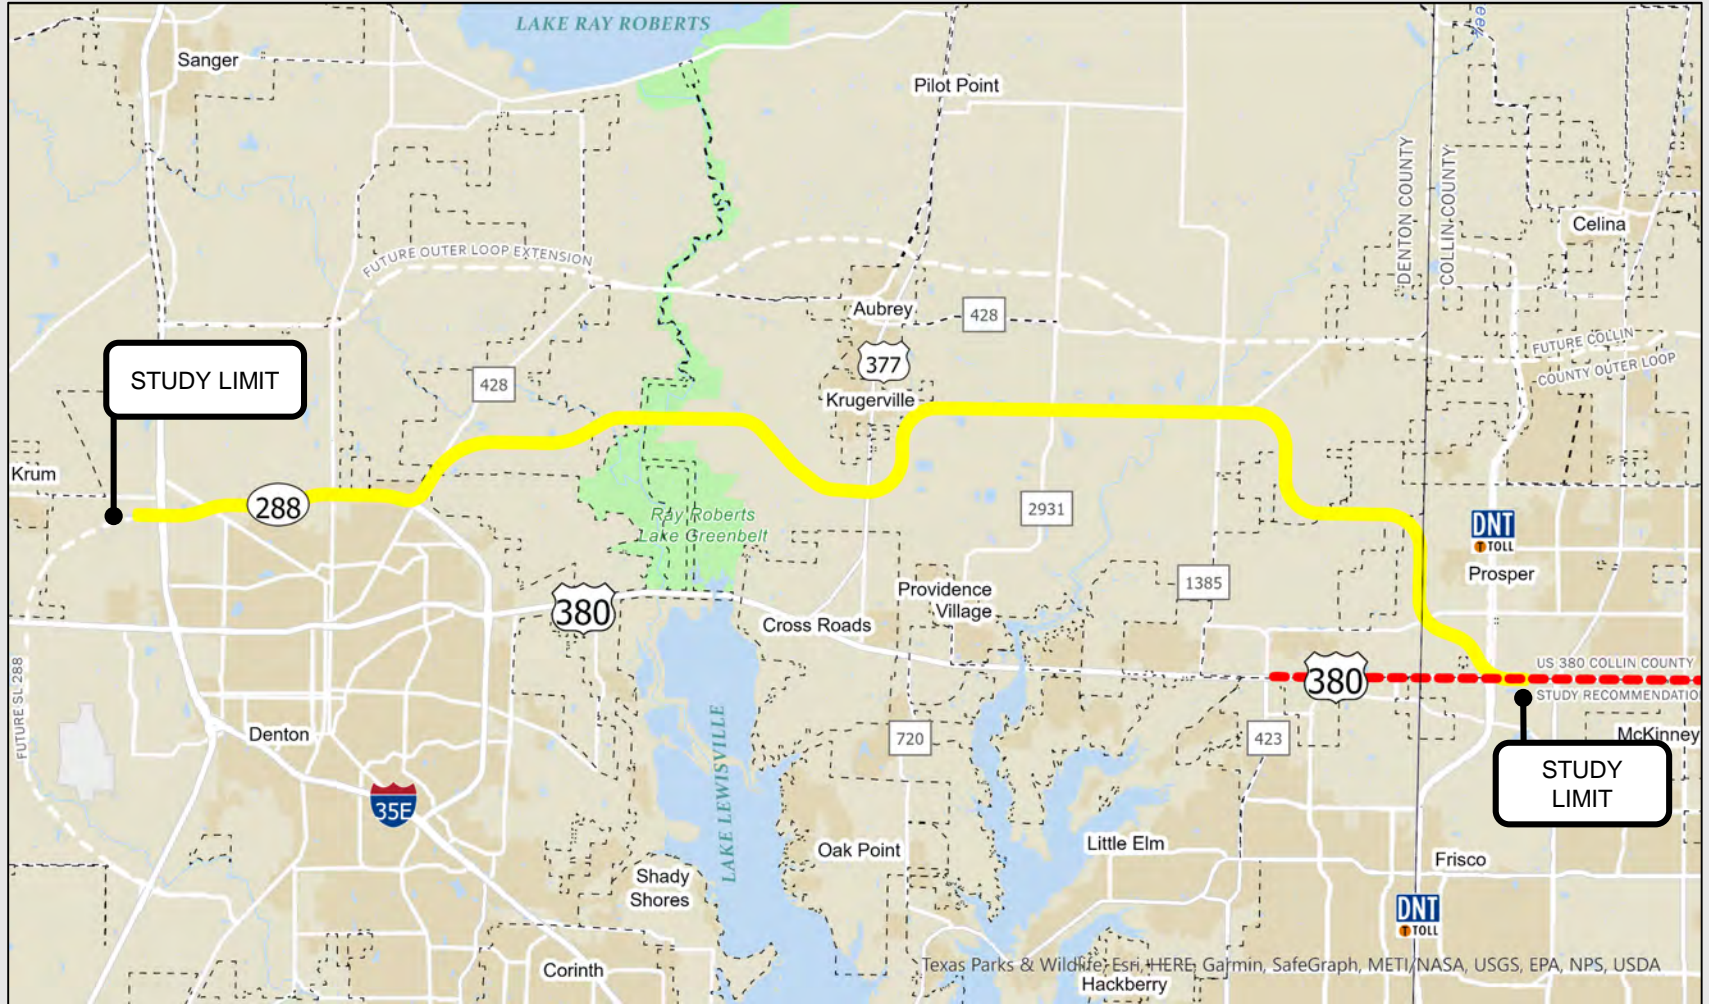 LAKE RAY ROBERTS
Sanger
Pilot Point
DENTON COUNTY
COLLIN COUNTY
Celina
FUTURE OUTER LOOP EXTENSION
Aubrey
428
FUTURE COLLIN
COUNTY OUTER LOOP
377
STUDY LIMIT
428
Krugerville
Krum
288
2931
Ray Roberts
Lake Greenbelt
DNT
TOLL
Prosper
1385
Providence
Village
380
Cross Roads
US 380 COLLIN COUNTY
STUDY RECOMMENDATIO
380
FUTURE SL 288
Denton
LAKE LEWISVILLE
720
423
McKinney
STUDY
LIMIT
35E
Oak Point
Little Elm
Frisco
Shady
Shores
DNT
TOLL
Corinth
Texas Parks & Wildlife, Esri, HERE, Garmin, SafeGraph, METI/NASA, USGS, EPA, NPS, USDA
Hackberry